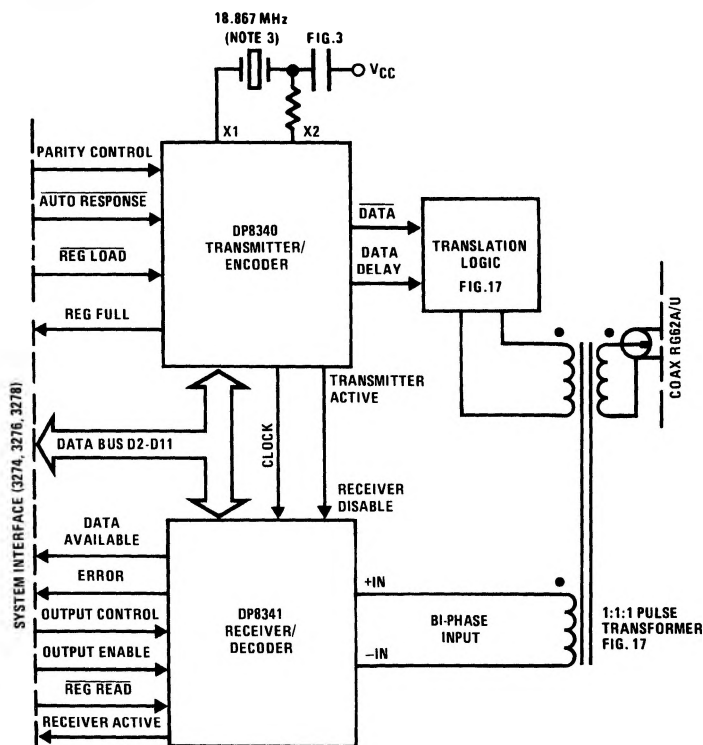 18.867 MHz
(NOTE 3)
FIG.3
VCC
X1
X2
PARITY CONTROL
AUTO RESPONSE
REG LOAD
REG FULL
DP8340
TRANSMITTER/
ENCODER
DATA
DATA
DELAY
TRANSLATION
LOGIC
FIG.17
COAX RG62A/U
TRANSMITTER
ACTIVE
CLOCK
RECEIVER
DISABLE
DATA BUS D2-D11
SYSTEM INTERFACE (3274, 3276, 3278)
DATA
AVAILABLE
ERROR
OUTPUT CONTROL
OUTPUT ENABLE
REG READ
RECEIVER ACTIVE
DP8341
RECEIVER/
DECODER
+IN
BI-PHASE
INPUT
−IN
1:1:1 PULSE
TRANSFORMER
FIG. 17